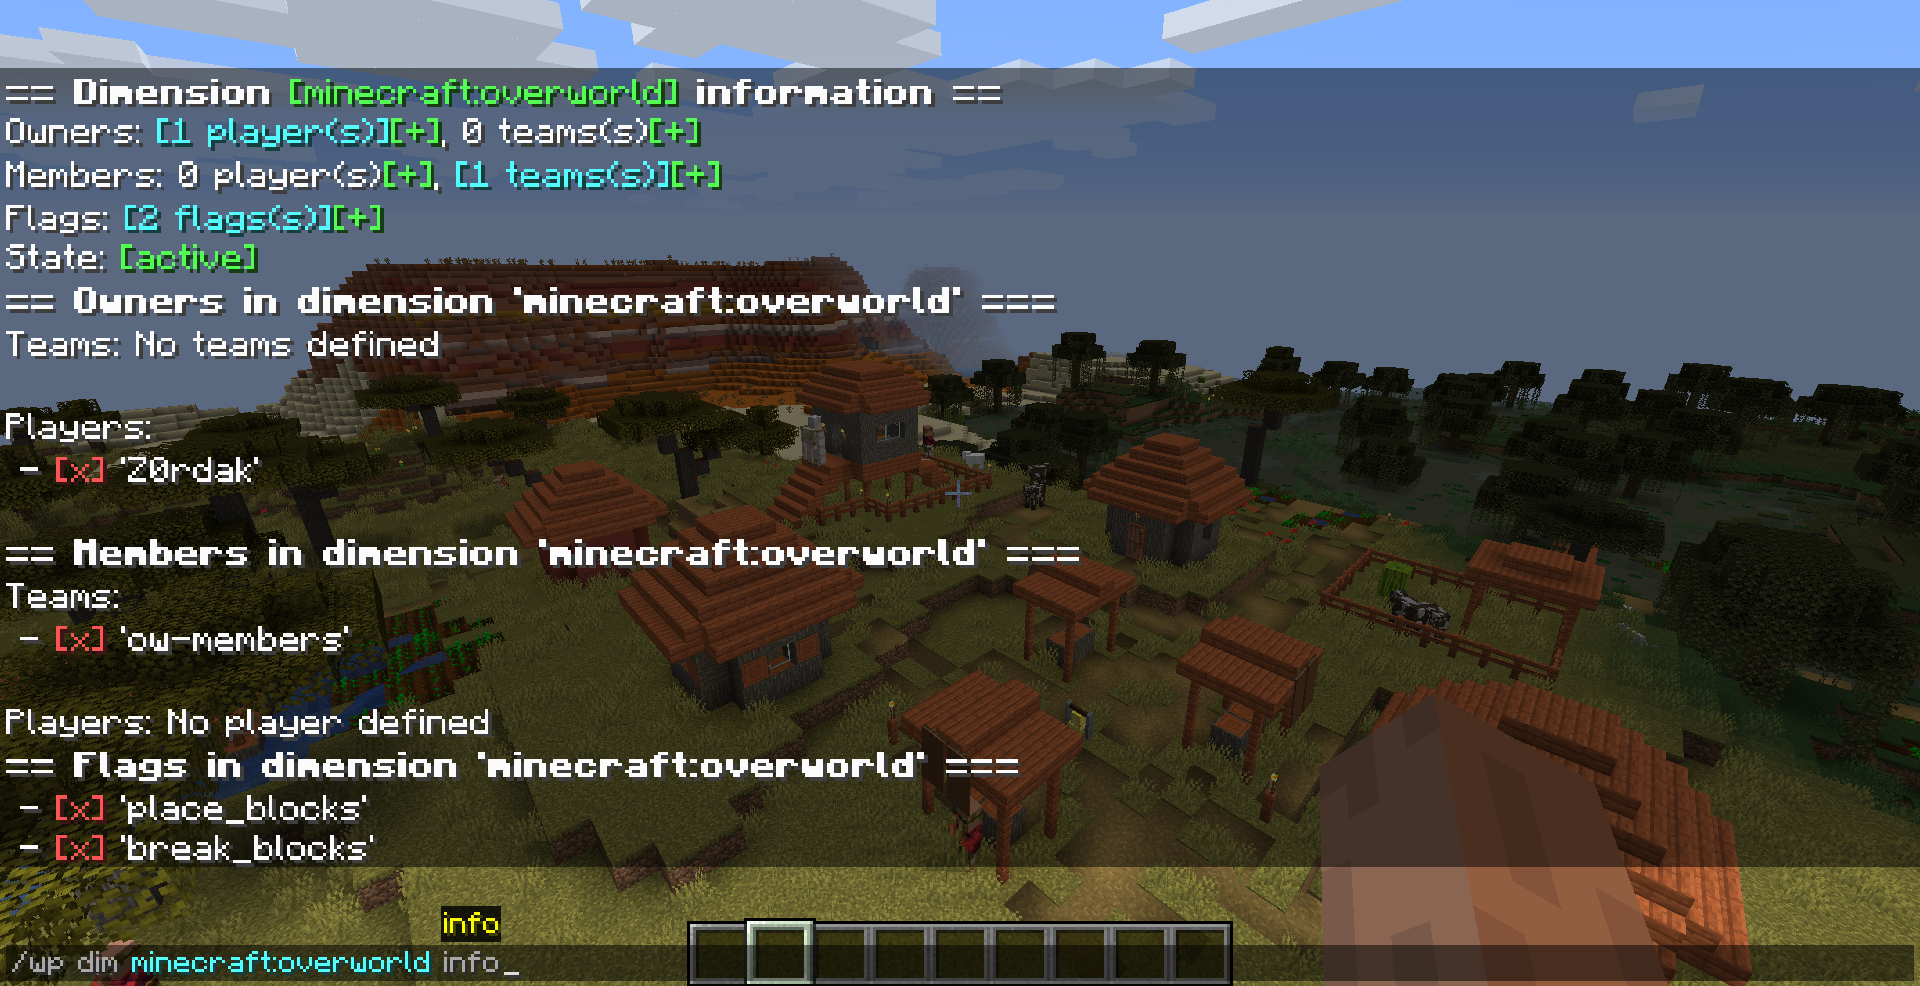 == Dimension [minecraft:overworld] information ==
Owners: [1 player(s)][+], 0 teams(s)[+]
Members: 0 player(s)[+], [1 teams(s)][+]
Flags: [2 flags(s)][+]
State: [active]
== Owners in dimension 'minecraft:overworld' ===
Teams: No teams defined
Players:
- [x] 'Z0rdak'
== Members in dimension 'minecraft:overworld' ===
Teams:
- [x] 'ow-members'
Players: No player defined
== Flags in dimension 'minecraft:overworld' ===
- [x] 'place_blocks'
- [x] 'break_blocks'
info
/wp dim minecraft:overworld info_